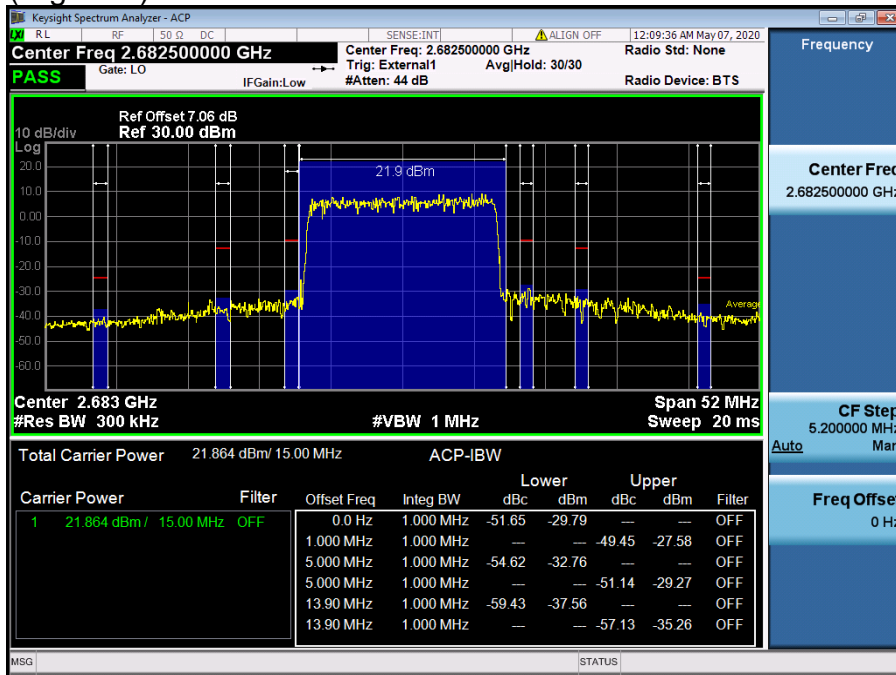 Keysight Spectrum Analyzer - ACP
LXI RL RF 50 Ω DC SENSE:INT ALIGN OFF 12:09:36 AM May 07, 2020
Center Freq 2.682500000 GHz Center Freq: 2.682500000 GHz Radio Std: None
Gate: LO Trig: External1 Avg|Hold: 30/30
PASS IFGain:Low #Atten: 44 dB Radio Device: BTS
Ref Offset 7.06 dB
10 dB/div Ref 30.00 dBm
Log
20.0
21.9 dBm
10.0
0.00
-10.0
-20.0
-30.0
Average
-40.0
-50.0
-60.0
Center 2.683 GHz Span 52 MHz
#Res BW 300 kHz #VBW 1 MHz Sweep 20 ms
Total Carrier Power 21.864 dBm/ 15.00 MHz ACP-IBW
Lower Upper
Carrier Power Filter Offset Freq Integ BW dBc dBm dBc dBm Filter
1 21.864 dBm / 15.00 MHz OFF 0.0 Hz 1.000 MHz -51.65 -29.79 --- --- OFF
1.000 MHz 1.000 MHz --- --- -49.45 -27.58 OFF
5.000 MHz 1.000 MHz -54.62 -32.76 --- --- OFF
5.000 MHz 1.000 MHz --- --- -51.14 -29.27 OFF
13.90 MHz 1.000 MHz -59.43 -37.56 --- --- OFF
13.90 MHz 1.000 MHz --- --- -57.13 -35.26 OFF
MSG STATUS
Frequency
Center Freq
2.682500000 GHz
CF Step
5.200000 MHz
Auto Man
Freq Offset
0 Hz